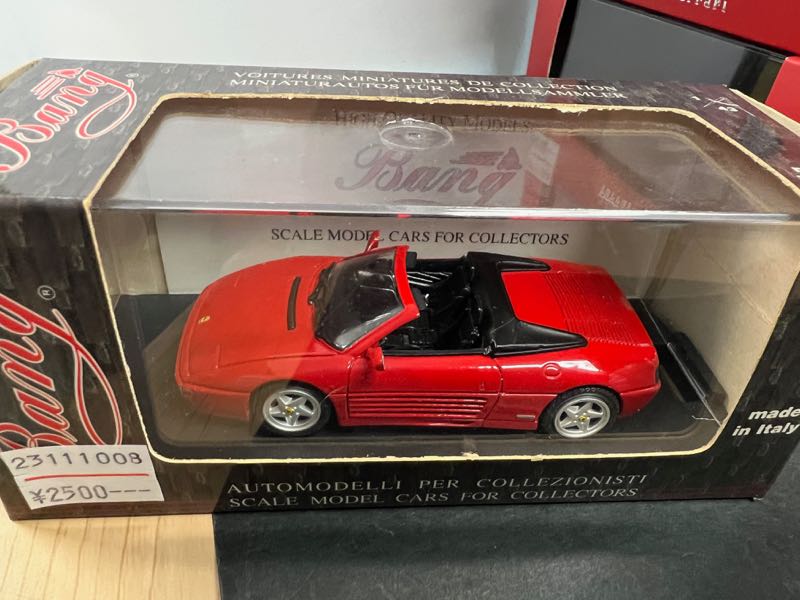 VOITURES MINIATURES DE COLLECTION
MINIATURAUTOS FÜR MODELLSAMMLER
Bang®
HIGH QUALITY MODELS
Bang
SCALE MODEL CARS FOR COLLECTORS
Bang®
made
in Italy
23111008
¥2500---
AUTOMODELLI PER COLLEZIONISTI
SCALE MODEL CARS FOR COLLECTORS